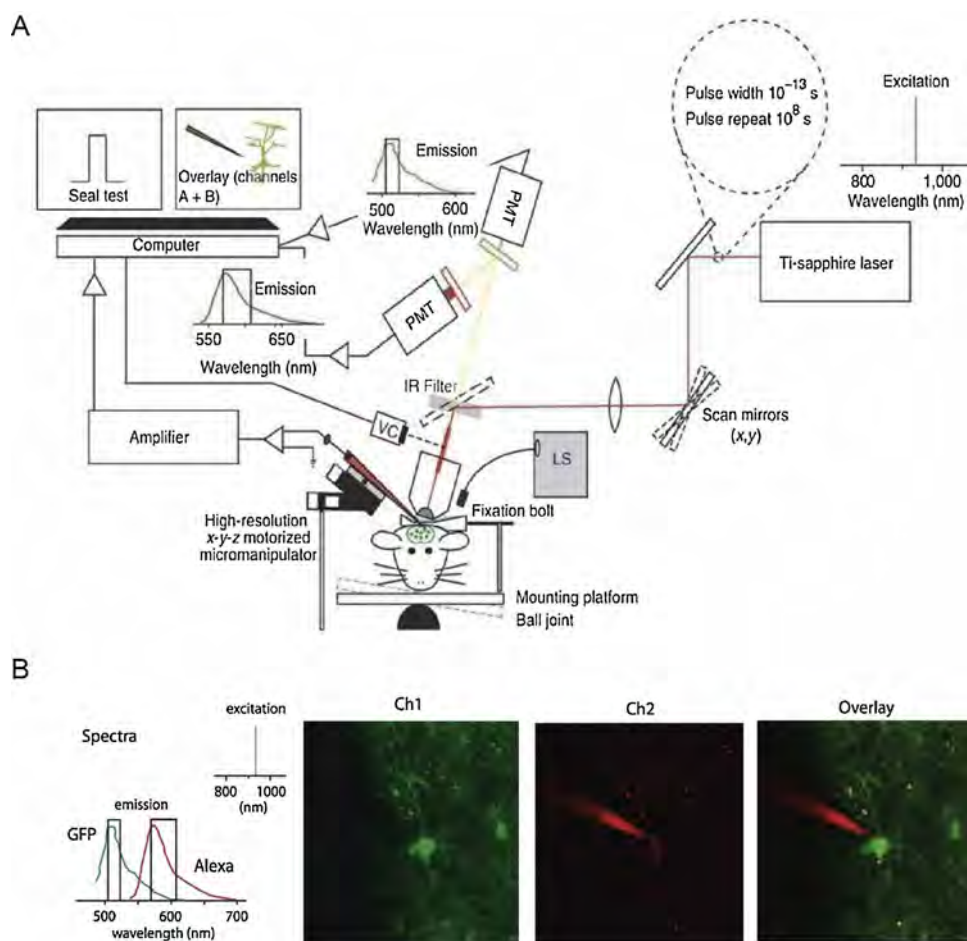 A
Seal test
Overlay (channels
A + B)
Computer
Emission
500 600
Wavelength (nm)
PMT
Emission
550 650
Wavelength (nm)
PMT
Pulse width 10⁻¹³ s
Pulse repeat 10⁸ s
Excitation
800 1,000
Wavelength (nm)
Ti-sapphire laser
IR Filter
Scan mirrors
(x,y)
Amplifier
VC
LS
Fixation bolt
High-resolution
x-y-z motorized
micromanipulator
Mounting platform
Ball joint
B
Spectra
excitation
800 1000
(nm)
emission
GFP
Alexa
500 600 700
wavelength (nm)
Ch1
Ch2
Overlay